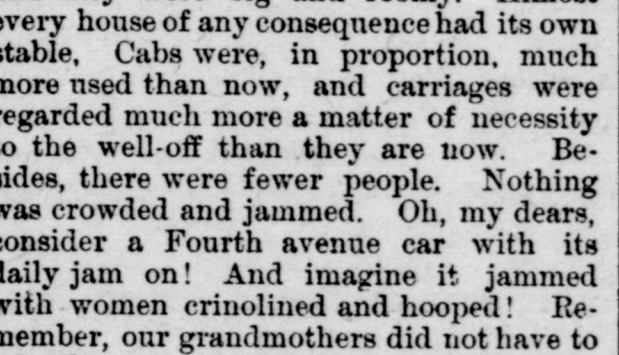 every house of any consequence had its own
stable, Cabs were, in proportion, much
more used than now, and carriages were
regarded much more a matter of necessity
to the well-off than they are now. Be-
sides, there were fewer people. Nothing
was crowded and jammed. Oh, my dears,
consider a Fourth avenue car with its
daily jam on! And imagine it jammed
with women crinolined and hooped! Re-
member, our grandmothers did not have to